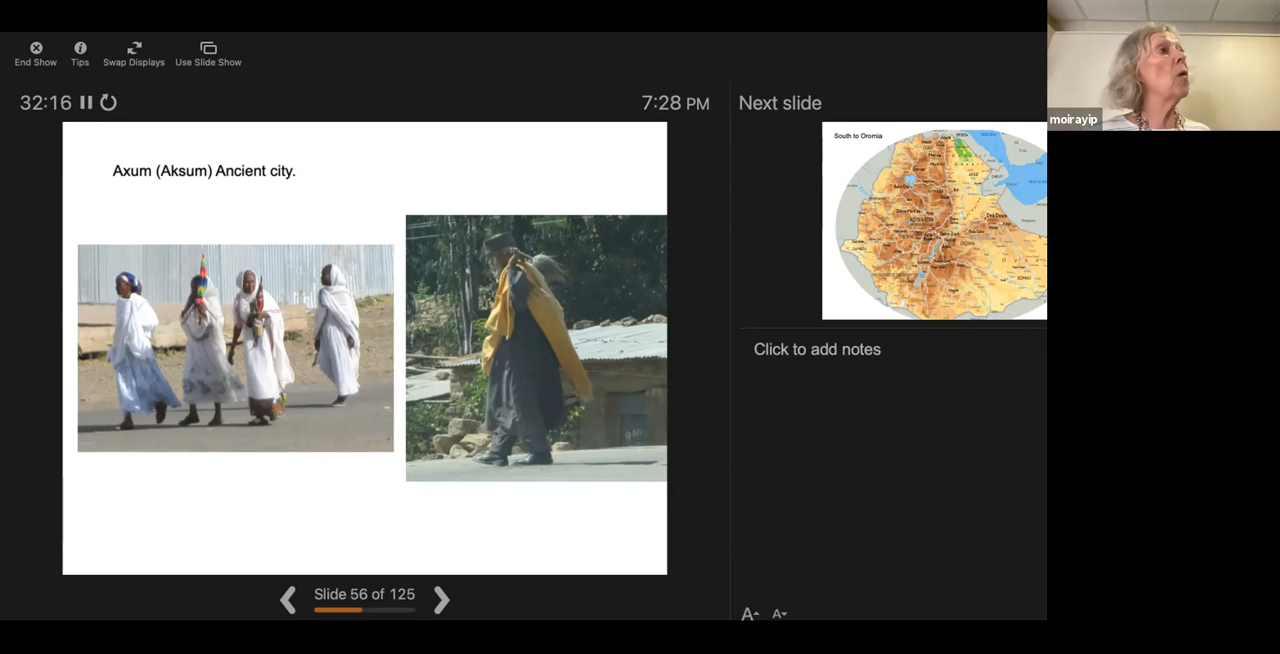 End Show
Tips
Swap Displays
Use Slide Show
32:16
7:28 PM
Next slide
moirayip
Axum (Aksum) Ancient city.
South to Oromia
Click to add notes
Slide 56 of 125
A
A